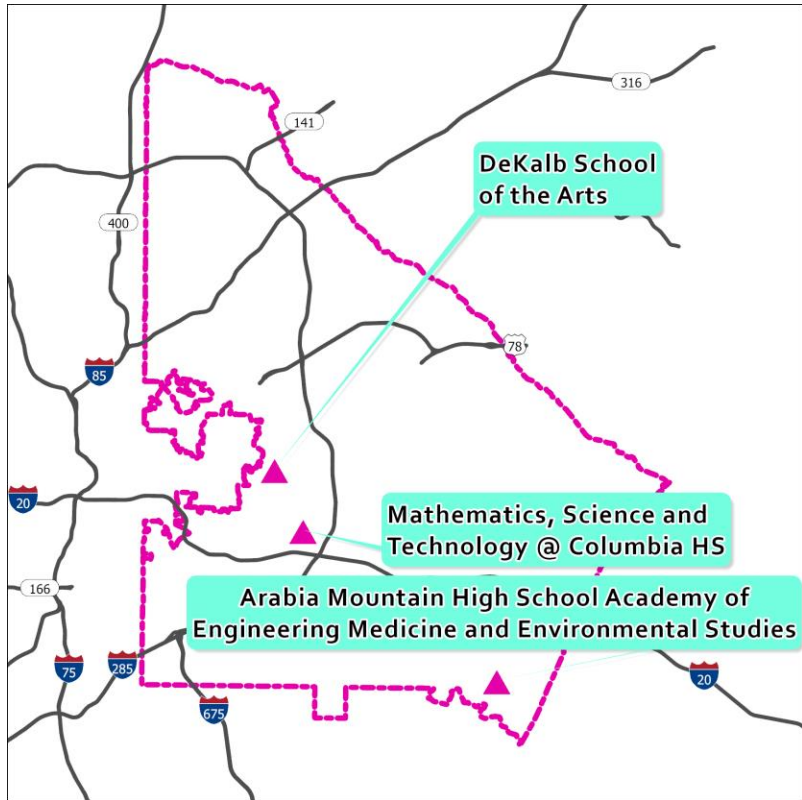 316
141
DeKalb School
of the Arts
400
78
85
20
Mathematics, Science and
Technology @ Columbia HS
166
Arabia Mountain High School Academy of
Engineering Medicine and Environmental Studies
285
75
20
675